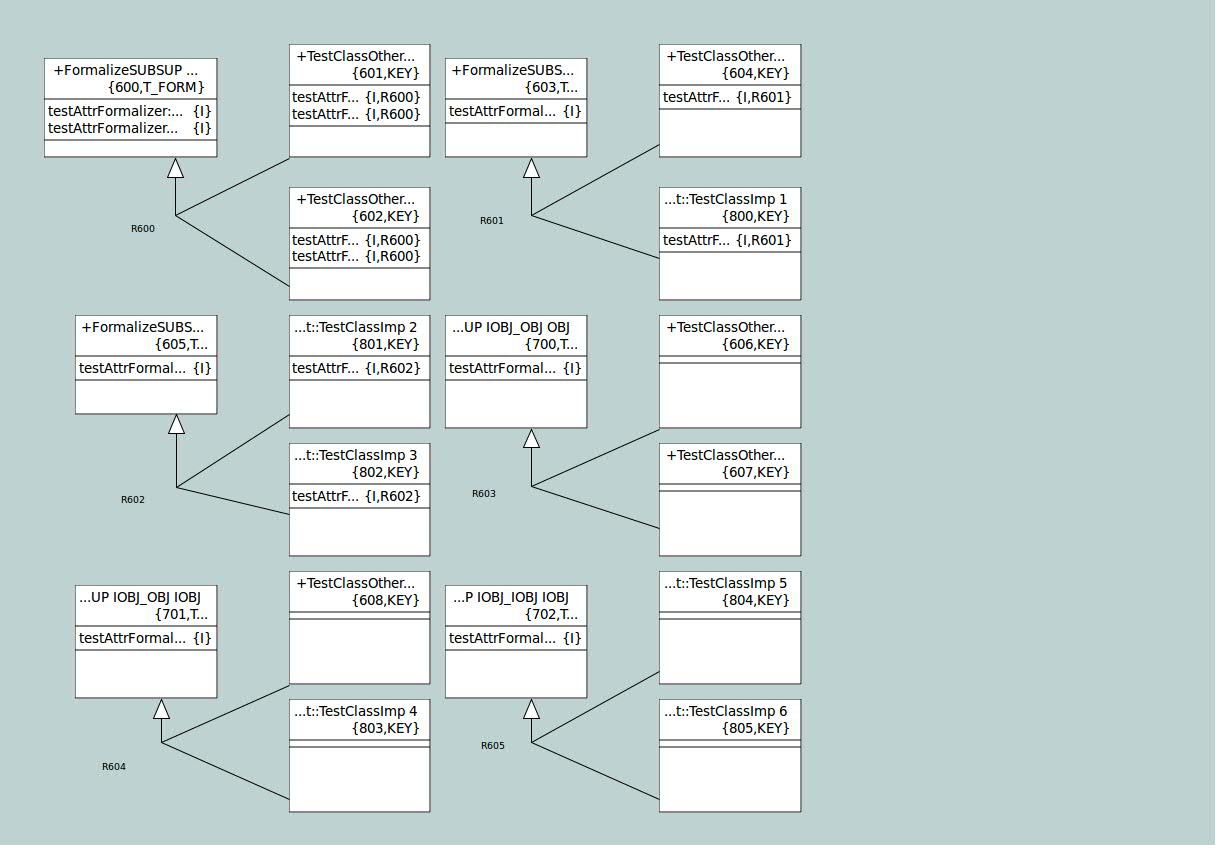 +FormalizeSUBSUP ...
{600,T_FORM}
testAttrFormalizer:... {I}
testAttrFormalizer... {I}
+TestClassOther...
{601,KEY}
testAttrF... {I,R600}
testAttrF... {I,R600}
+TestClassOther...
{602,KEY}
testAttrF... {I,R600}
testAttrF... {I,R600}
R600
+FormalizeSUBS...
{603,T...
testAttrFormal... {I}
+TestClassOther...
{604,KEY}
testAttrF... {I,R601}
...t::TestClassImp 1
{800,KEY}
testAttrF... {I,R601}
R601
+FormalizeSUBS...
{605,T...
testAttrFormal... {I}
...t::TestClassImp 2
{801,KEY}
testAttrF... {I,R602}
...t::TestClassImp 3
{802,KEY}
testAttrF... {I,R602}
R602
...UP IOBJ_OBJ OBJ
{700,T...
testAttrFormal... {I}
+TestClassOther...
{606,KEY}
+TestClassOther...
{607,KEY}
R603
...UP IOBJ_OBJ IOBJ
{701,T...
testAttrFormal... {I}
+TestClassOther...
{608,KEY}
...t::TestClassImp 4
{803,KEY}
R604
...P IOBJ_IOBJ IOBJ
{702,T...
testAttrFormal... {I}
...t::TestClassImp 5
{804,KEY}
...t::TestClassImp 6
{805,KEY}
R605